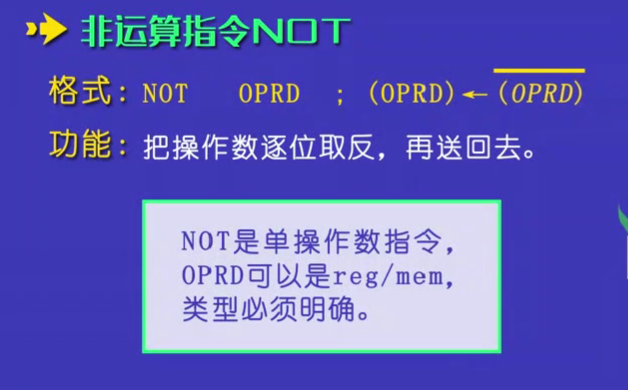 非运算指令NOT
格式：NOT OPRD ; (OPRD)←(OPRD)
功能：把操作数逐位取反，再送回去。
NOT是单操作数指令，
OPRD可以是reg/mem，
类型必须明确。